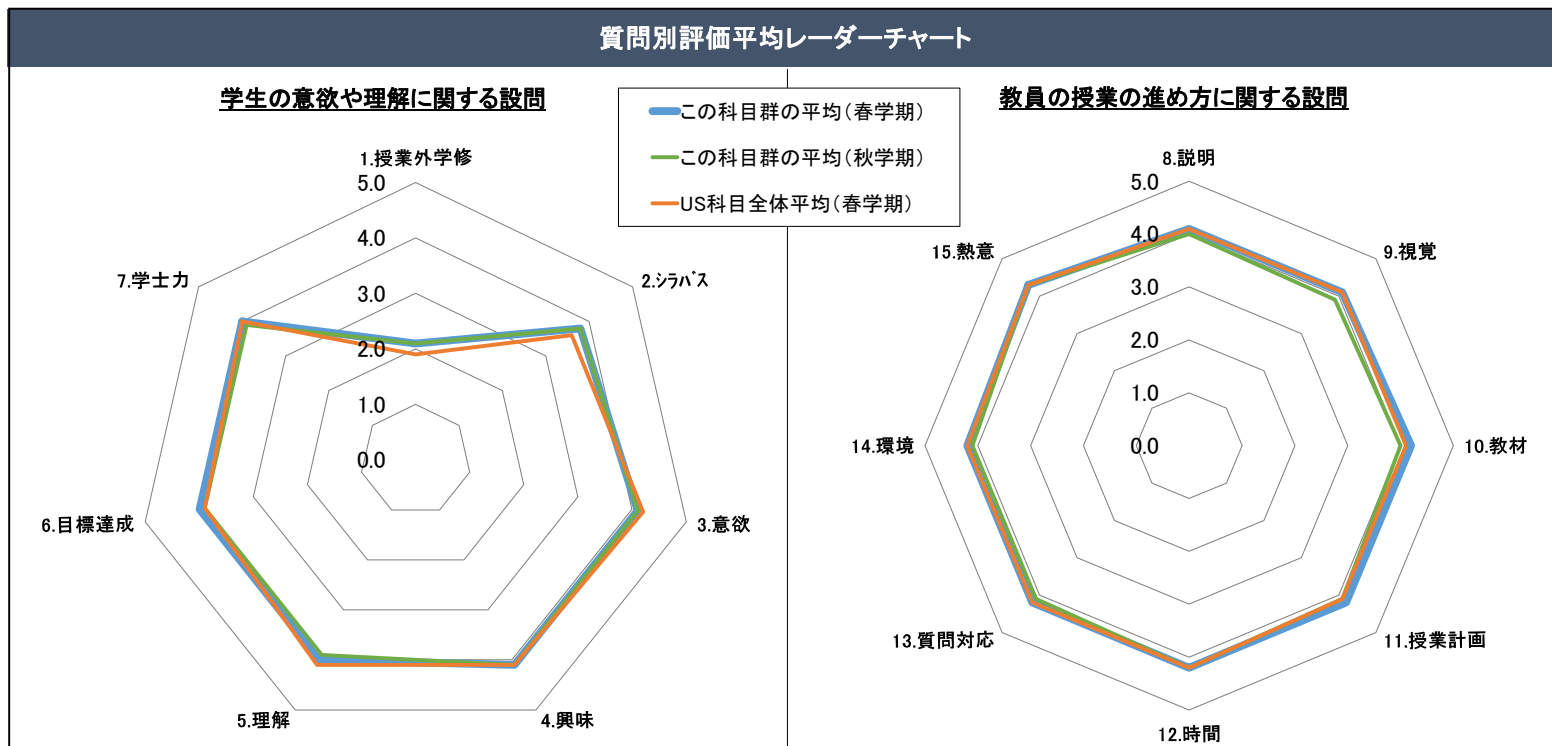 質問別評価平均レーダーチャート
学生の意欲や理解に関する設問
この科目群の平均（春学期）
この科目群の平均（秋学期）
US科目全体平均（春学期）
教員の授業の進め方に関する設問
1.授業外学修
5.0
4.0
3.0
2.0
1.0
0.0
2.ｼﾗﾊﾞｽ
3.意欲
4.興味
5.理解
6.目標達成
7.学士力
8.説明
5.0
4.0
3.0
2.0
1.0
0.0
9.視覚
10.教材
11.授業計画
12.時間
13.質問対応
14.環境
15.熱意